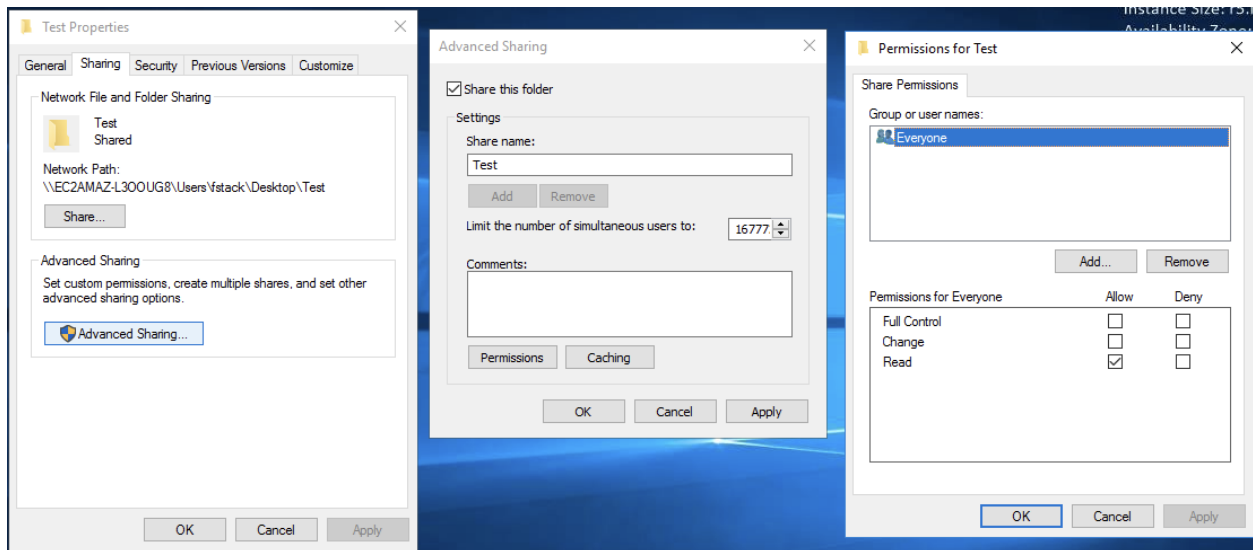 Test Properties
General
Sharing
Security
Previous Versions
Customize
Network File and Folder Sharing
Test
Shared
Network Path:
\\EC2AMAZ-L3OOUG8\Users\fstack\Desktop\Test
Share...
Advanced Sharing
Set custom permissions, create multiple shares, and set other
advanced sharing options.
Advanced Sharing...
OK
Cancel
Apply
Advanced Sharing
Share this folder
Settings
Share name:
Test
Add
Remove
Limit the number of simultaneous users to:
16777
Comments:
Permissions
Caching
OK
Cancel
Apply
Instance Size: r5.
Availability Zone:
Permissions for Test
Share Permissions
Group or user names:
Everyone
Add...
Remove
Permissions for Everyone Allow Deny
Full Control
Change
Read
OK
Cancel
Apply